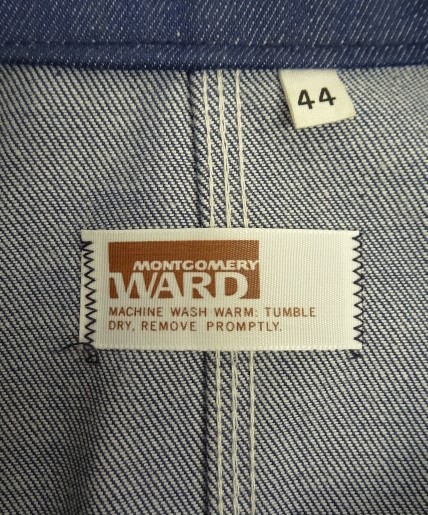 44
MONTGOMERY
WARD
MACHINE WASH WARM: TUMBLE
DRY, REMOVE PROMPTLY.